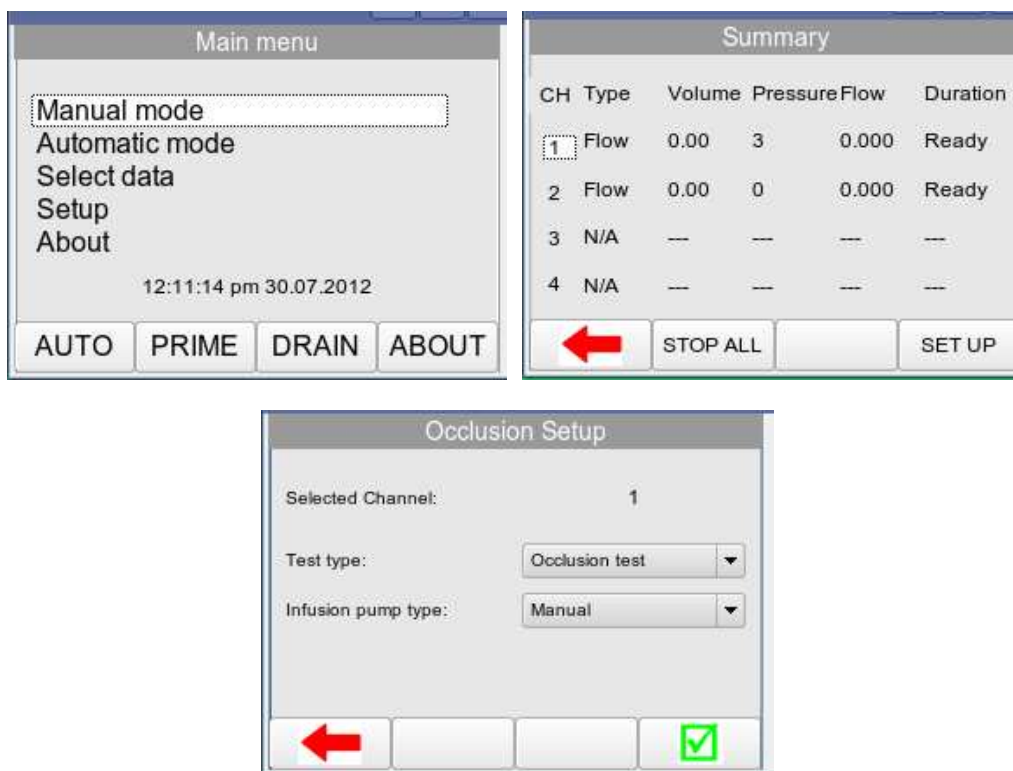 Main menu
Manual mode
Automatic mode
Select data
Setup
About
12:11:14 pm 30.07.2012
AUTO PRIME DRAIN ABOUT
Summary
CH Type Volume Pressure Flow Duration
1 Flow 0.00 3 0.000 Ready
2 Flow 0.00 0 0.000 Ready
3 N/A --- --- --- ---
4 N/A --- --- --- ---
STOP ALL SET UP
Occlusion Setup
Selected Channel: 1
Test type: Occlusion test
Infusion pump type: Manual